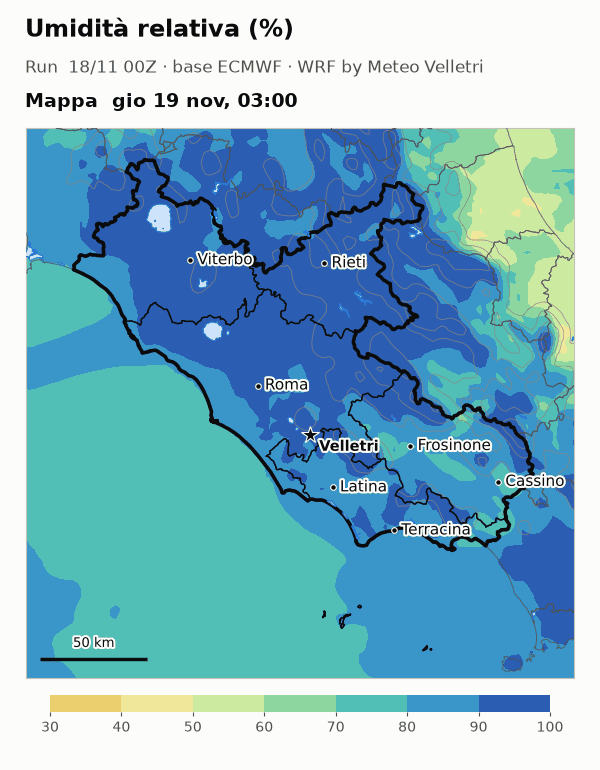 Umidità relativa (%)
Run  18/11 00Z · base ECMWF · WRF by Meteo Velletri
Mappa  gio 19 nov, 03:00
Viterbo
Rieti
Roma
Velletri
Frosinone
Cassino
Latina
Terracina
50 km
30 40 50 60 70 80 90 100